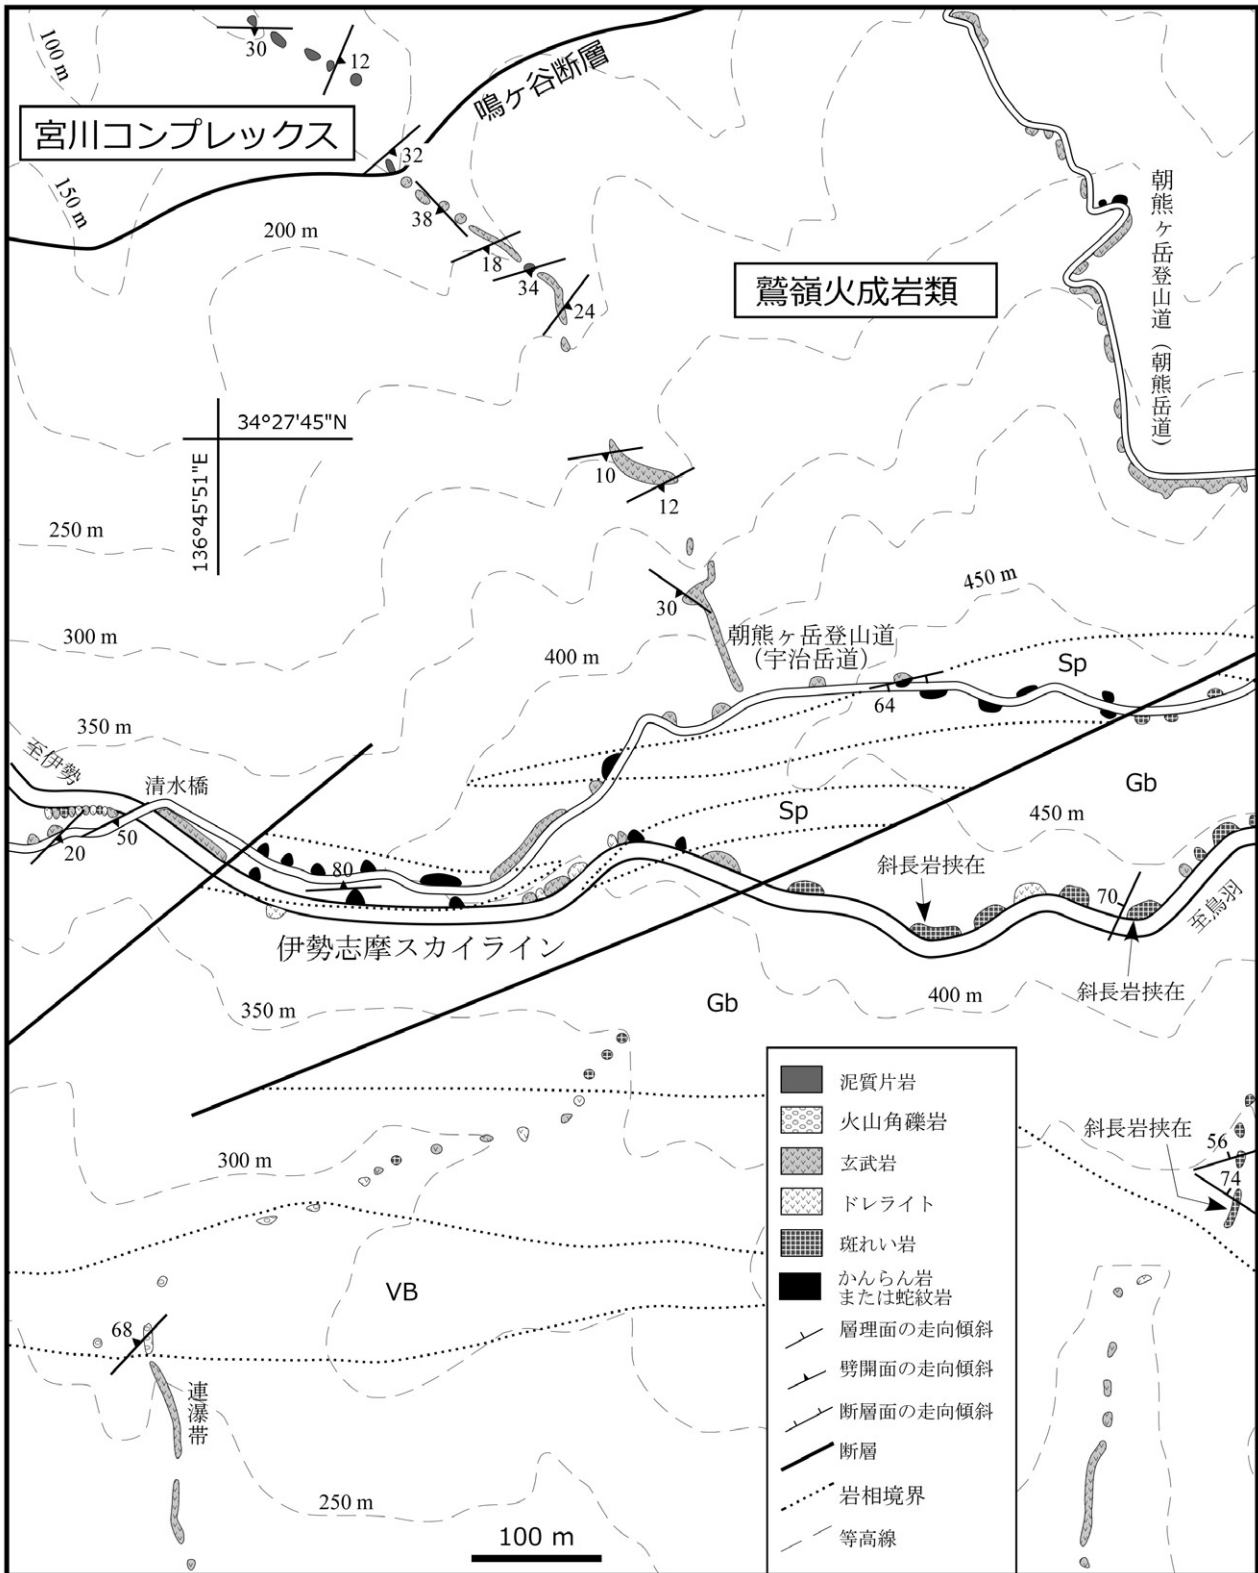 100 m
30
12
鳴ヶ谷断層
宮川コンプレックス
32
150 m
38
200 m
18
34
24
鷲嶺火成岩類
朝熊ヶ岳登山道（朝熊岳道）
34°27'45"N
136°45'51"E
10
12
250 m
30
450 m
300 m
朝熊ヶ岳登山道
（宇治岳道）
400 m
Sp
64
350 m
至伊勢
清水橋
Gb
Sp
450 m
50
20
80
斜長岩挟在
70
至鳥羽
伊勢志摩スカイライン
斜長岩挟在
400 m
350 m
Gb
泥質片岩
火山角礫岩
玄武岩
ドレライト
斑れい岩
かんらん岩
または蛇紋岩
層理面の走向傾斜
劈開面の走向傾斜
断層面の走向傾斜
断層
岩相境界
等高線
斜長岩挟在
56
74
300 m
VB
68
連瀑帯
250 m
100 m